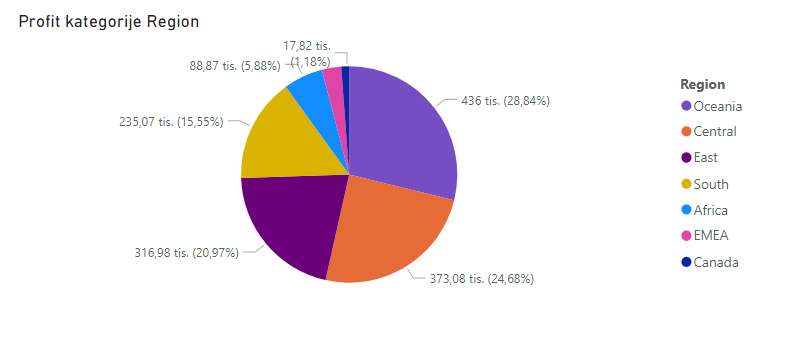 Profit kategorije Region
17,82 tis.
(1,18%)
88,87 tis. (5,88%)
436 tis. (28,84%)
235,07 tis. (15,55%)
316,98 tis. (20,97%)
373,08 tis. (24,68%)
Region
Oceania
Central
East
South
Africa
EMEA
Canada